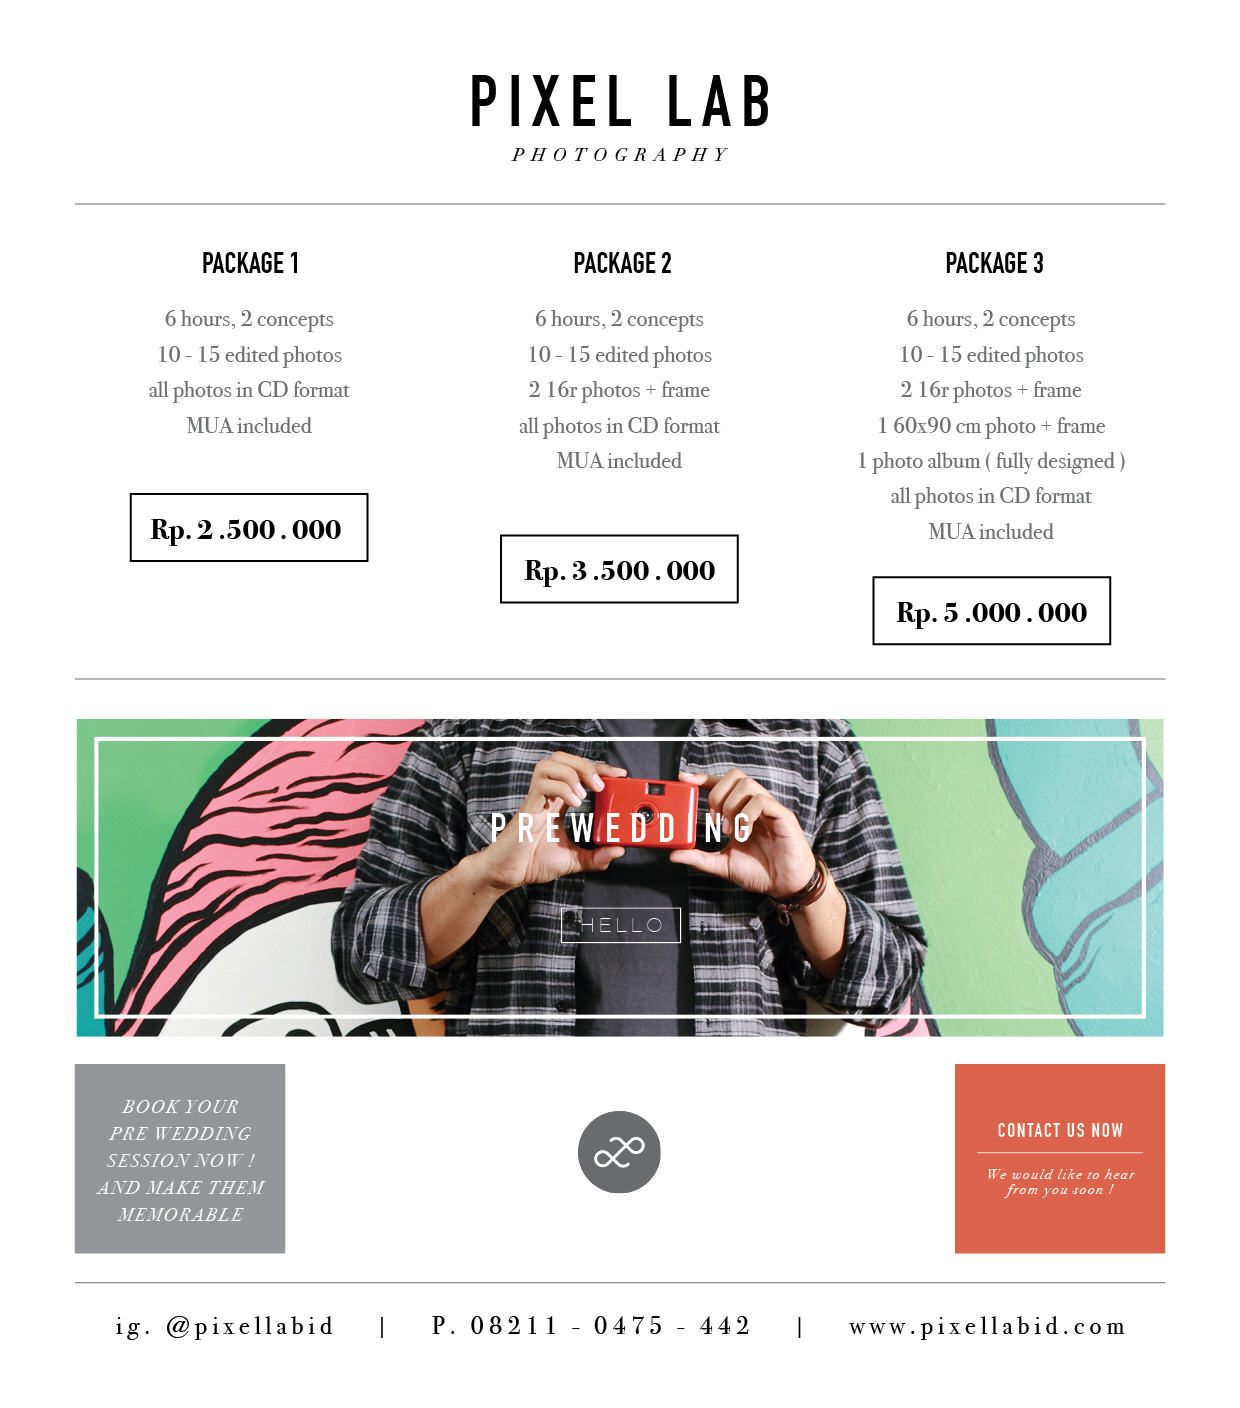 PIXEL LAB
PHOTOGRAPHY
PACKAGE 1
6 hours, 2 concepts
10 - 15 edited photos
all photos in CD format
MUA included
Rp. 2 .500 . 000
PACKAGE 2
6 hours, 2 concepts
10 - 15 edited photos
2 16r photos + frame
all photos in CD format
MUA included
Rp. 3 .500 . 000
PACKAGE 3
6 hours, 2 concepts
10 - 15 edited photos
2 16r photos + frame
1 60x90 cm photo + frame
1 photo album ( fully designed )
all photos in CD format
MUA included
Rp. 5 .000 . 000
PREWEDDING
HELLO
BOOK YOUR
PRE WEDDING
SESSION NOW !
AND MAKE THEM
MEMORABLE
CONTACT US NOW
We would like to hear
from you soon !
ig. @pixellabid | P. 08211 - 0475 - 442 | www.pixellabid.com